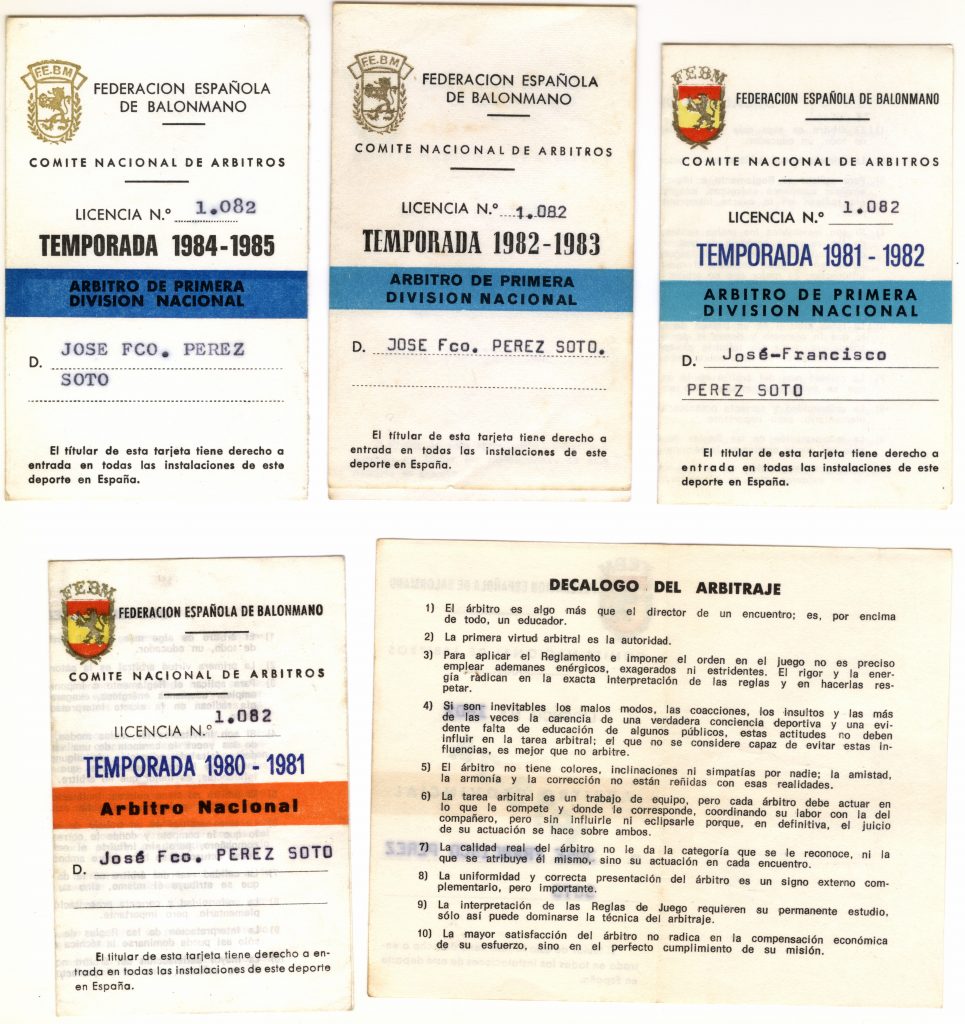 F.E.B.M
FEDERACION ESPAÑOLA
DE BALONMANO
COMITE NACIONAL DE ARBITROS
LICENCIA N.º 1.082
TEMPORADA 1984-1985
ARBITRO DE PRIMERA
DIVISION NACIONAL
D. JOSE FCO. PEREZ
SOTO
El títular de esta tarjeta tiene derecho a
entrada en todas las instalaciones de este
deporte en España.
F.E.B.M
FEDERACION ESPAÑOLA
DE BALONMANO
COMITE NACIONAL DE ARBITROS
LICENCIA N.º 1.082
TEMPORADA 1982-1983
ARBITRO DE PRIMERA
DIVISION NACIONAL
D. JOSE Fco. PEREZ SOTO.
El títular de esta tarjeta tiene derecho a
entrada en todas las instalaciones de este
deporte en España.
FEBM
FEDERACION ESPAÑOLA DE BALONMANO
COMITE NACIONAL DE ARBITROS
LICENCIA N.º 1.082
TEMPORADA 1981 - 1982
ARBITRO DE PRIMERA
DIVISION NACIONAL
D. José-Francisco
PEREZ SOTO
El titular de esta tarjeta tiene derecho a
entrada en todas las instalaciones de este
deporte en España.
FEBM
FEDERACION ESPAÑOLA DE BALONMANO
COMITE NACIONAL DE ARBITROS
LICENCIA N.º 1.082
TEMPORADA 1980 - 1981
Arbitro Nacional
D. José Fco. PEREZ SOTO
El titular de esta tarjeta tiene derecho a en-
trada en todas las instalaciones de este deporte
en España.
DECALOGO DEL ARBITRAJE
1) El árbitro es algo más que el director de un encuentro; es, por encima
de todo, un educador.
2) La primera virtud arbitral es la autoridad.
3) Para aplicar el Reglamento e imponer el orden en el juego no es preciso
emplear ademanes enérgicos, exagerados ni estridentes. El rigor y la ener-
gía radican en la exacta interpretación de las reglas y en hacerlas res-
petar.
4) Si son inevitables los malos modos, las coacciones, los insultos y las más
de las veces la carencia de una verdadera conciencia deportiva y una evi-
dente falta de educación de algunos públicos, estas actitudes no deben
influir en la tarea arbitral; el que no se considere capaz de evitar estas in-
fluencias, es mejor que no arbitre.
5) El árbitro no tiene colores, inclinaciones ni simpatías por nadie; la amistad,
la armonía y la corrección no están reñidas con esas realidades.
6) La tarea arbitral es un trabajo de equipo, pero cada árbitro debe actuar en
lo que le compete y donde le corresponde, coordinando su labor con la del
compañero, pero sin influirle ni eclipsarle porque, en definitiva, el juicio
de su actuación se hace sobre ambos.
7) La calidad real del árbitro no le da la categoría que se le reconoce, ni la
que se atribuye él mismo, sino su actuación en cada encuentro.
8) La uniformidad y correcta presentación del árbitro es un signo externo com-
plementario, pero importante.
9) La interpretación de las Reglas de Juego requieren su permanente estudio,
sólo así puede dominarse la técnica del arbitraje.
10) La mayor satisfacción del árbitro no radica en la compensación económica
de su esfuerzo, sino en el perfecto cumplimiento de su misión.